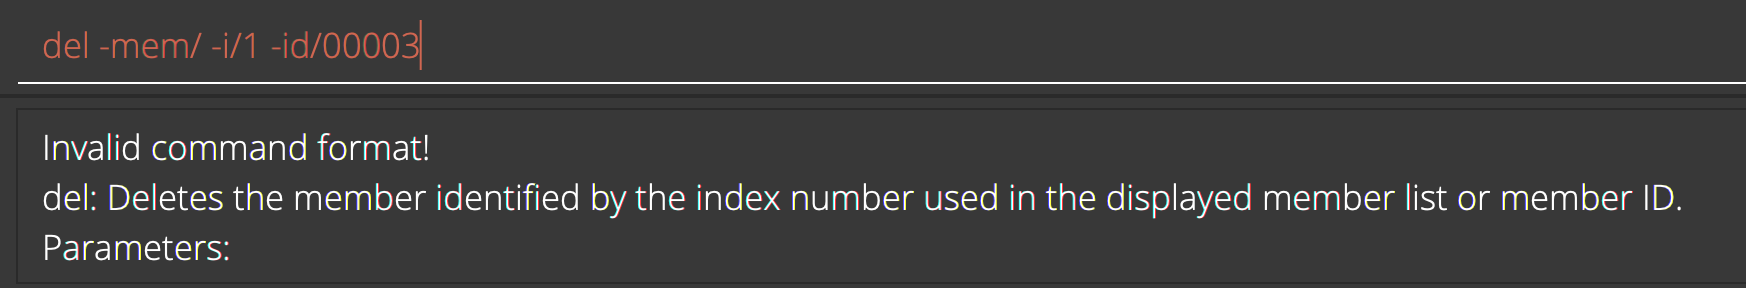 del -mem/ -i/1 -id/00003
Invalid command format!
del: Deletes the member identified by the index number used in the displayed member list or member ID.
Parameters: